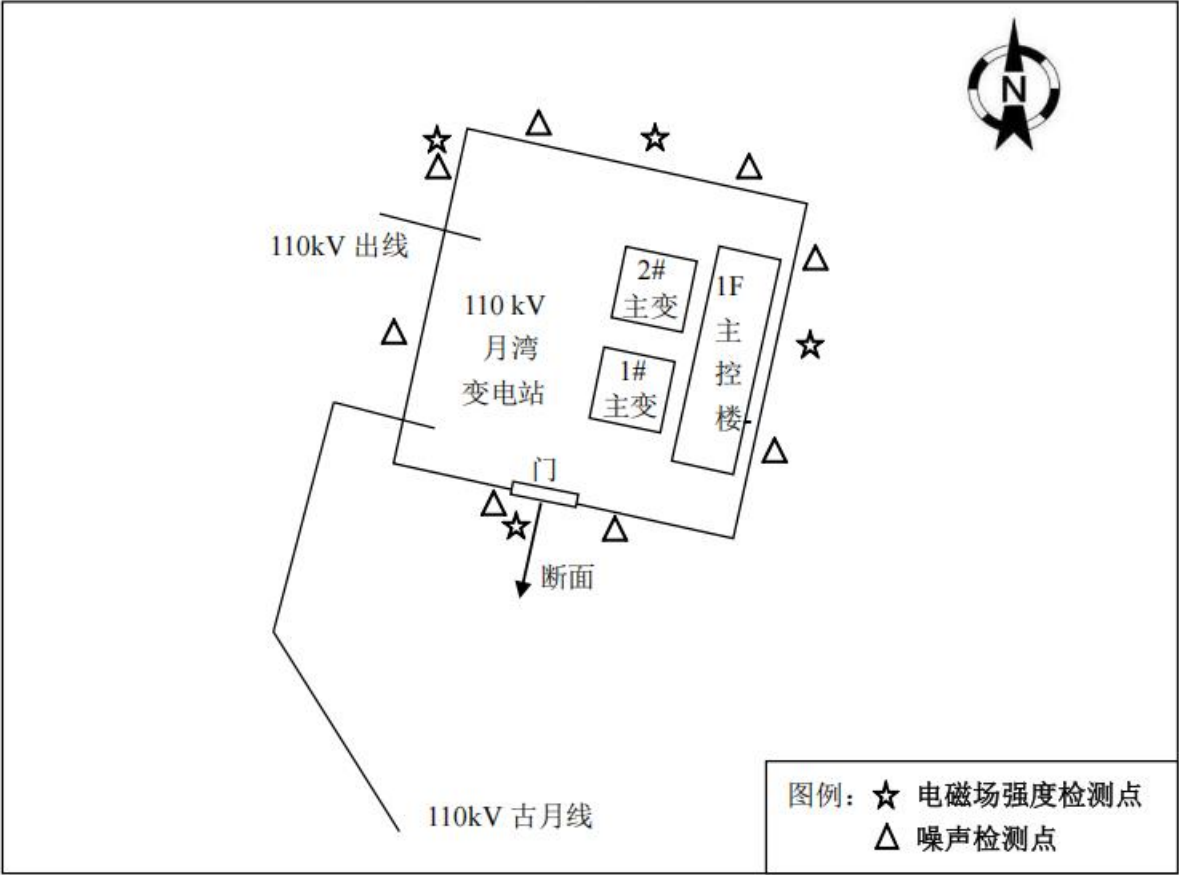 N
110kV 出线
110 kV
月湾
变电站
2#
主变
1#
主变
1F
主
控
楼
门
断面
110kV 古月线
图例：
电磁场强度检测点
噪声检测点